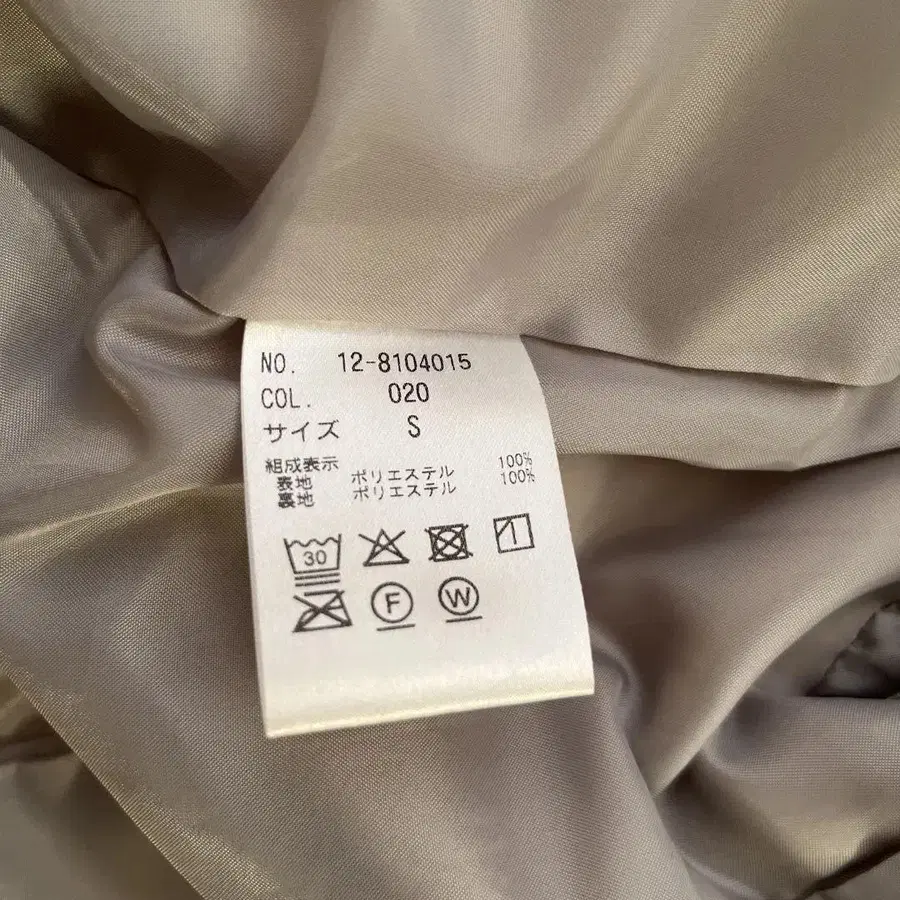 NO. 12-8104015
COL. 020
サイズ S
組成表示
表地 ポリエステル 100%
裏地 ポリエステル 100%
30
F W